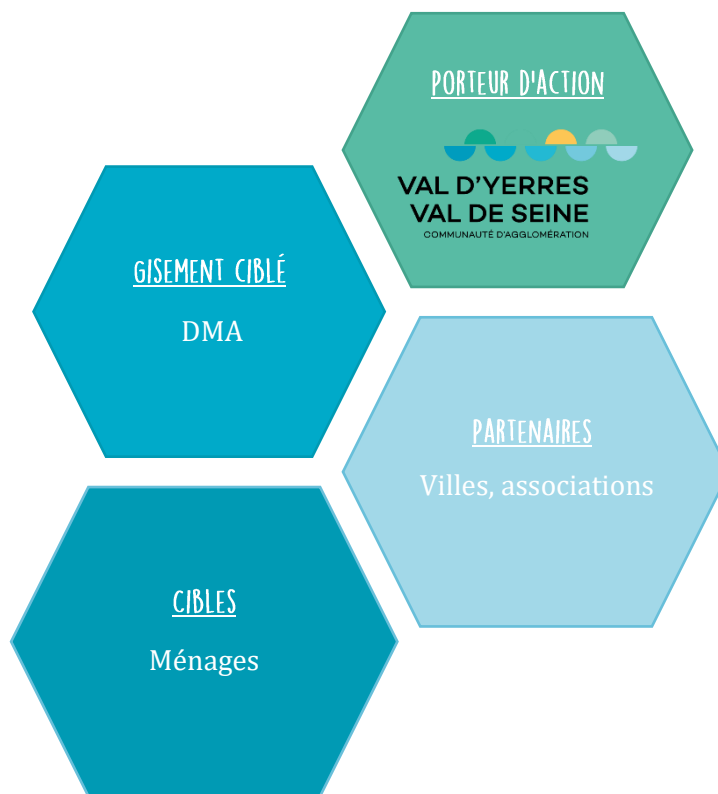 PORTEUR D'ACTION
VAL D'YERRES
VAL DE SEINE
COMMUNAUTÉ D'AGGLOMÉRATION
GISEMENT CIBLÉ
DMA
PARTENAIRES
Villes, associations
CIBLES
Ménages